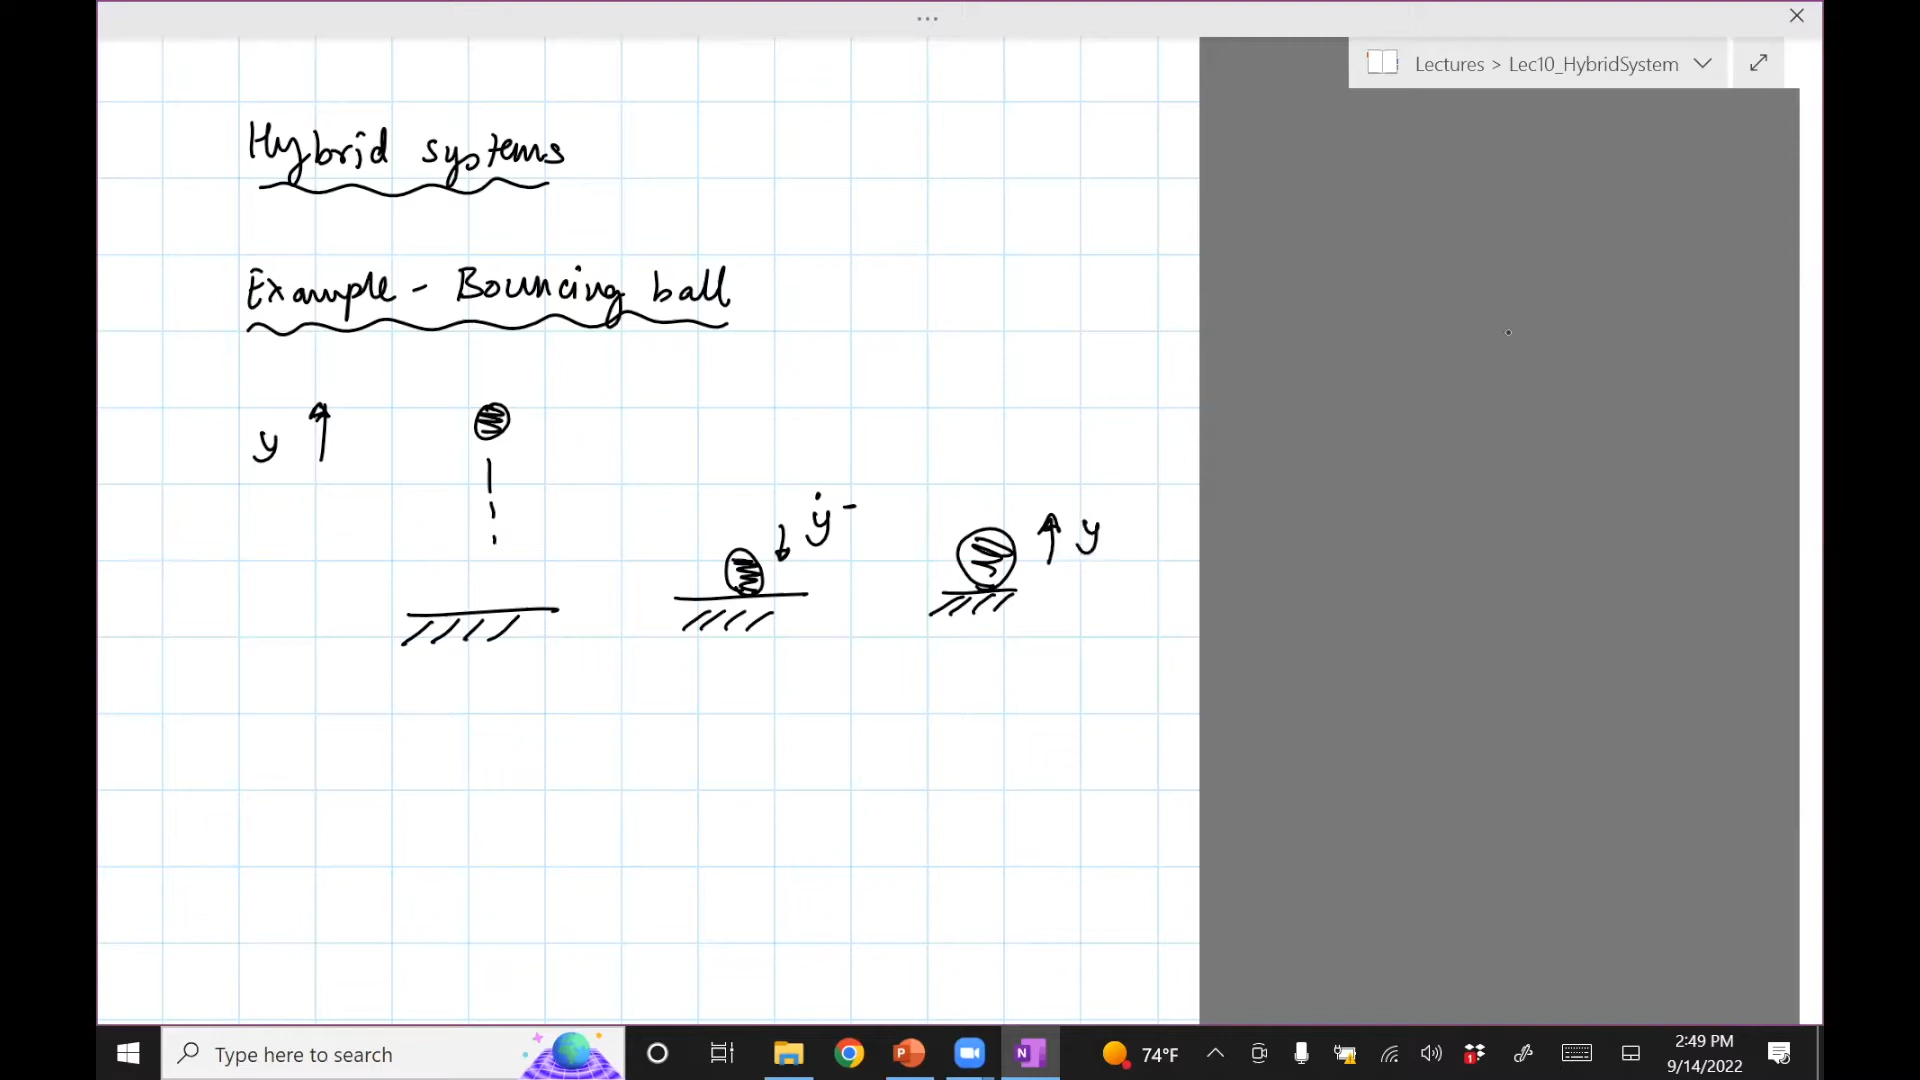 Lectures > Lec10_HybridSystem
Hybrid systems
Example - Bouncing ball
y
ẏ⁻
y
Type here to search
74°F
2:49 PM
9/14/2022